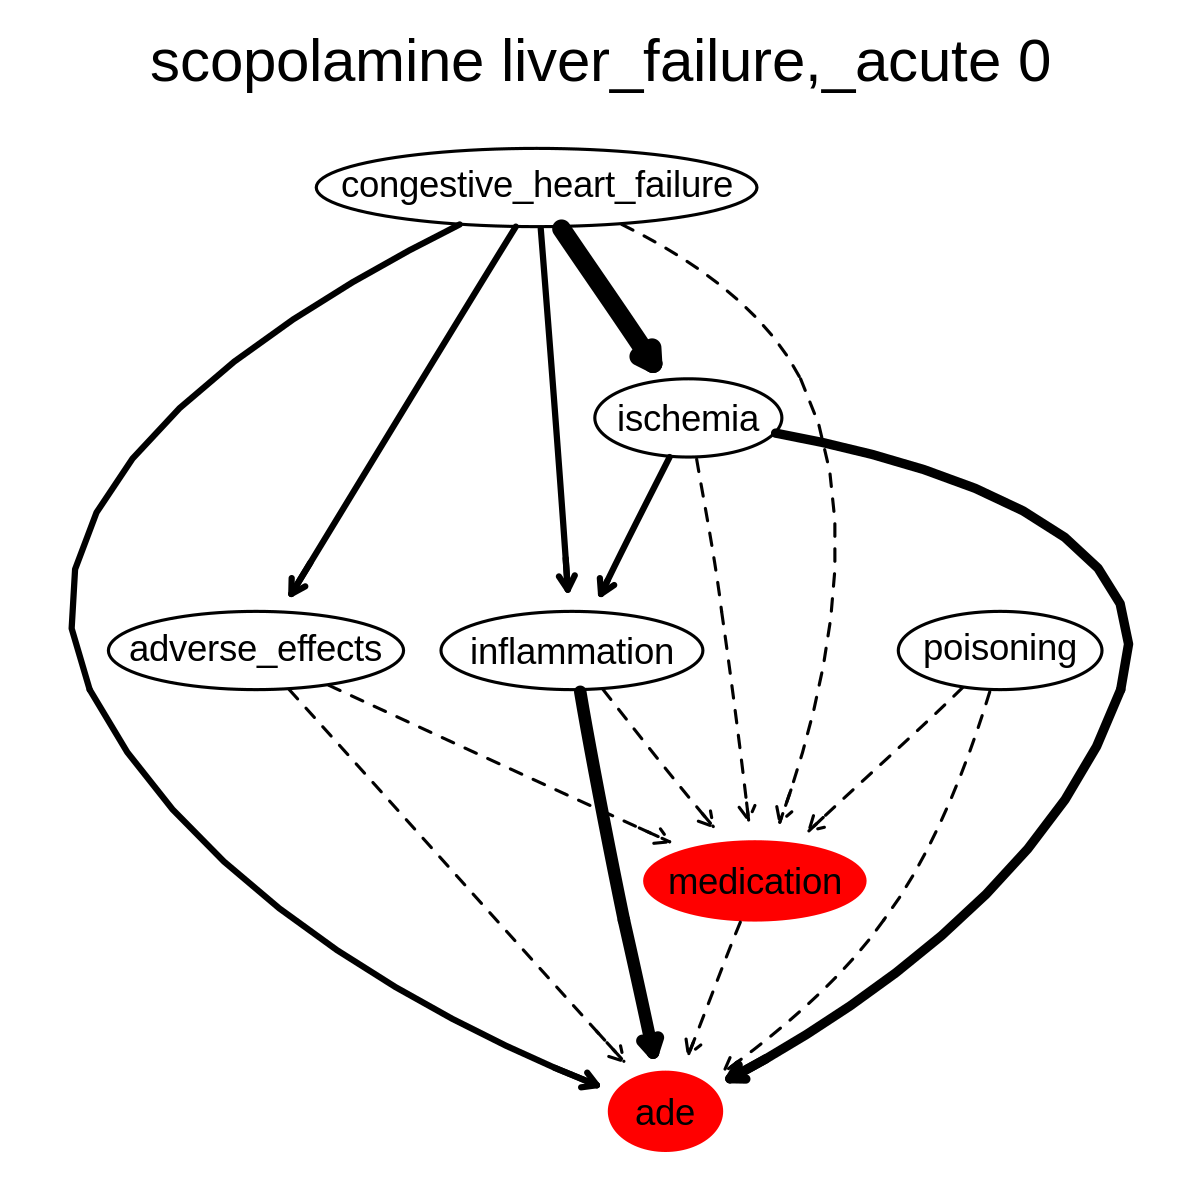 scopolamine liver_failure,_acute 0
congestive_heart_failure
ischemia
adverse_effects
inflammation
poisoning
medication
ade